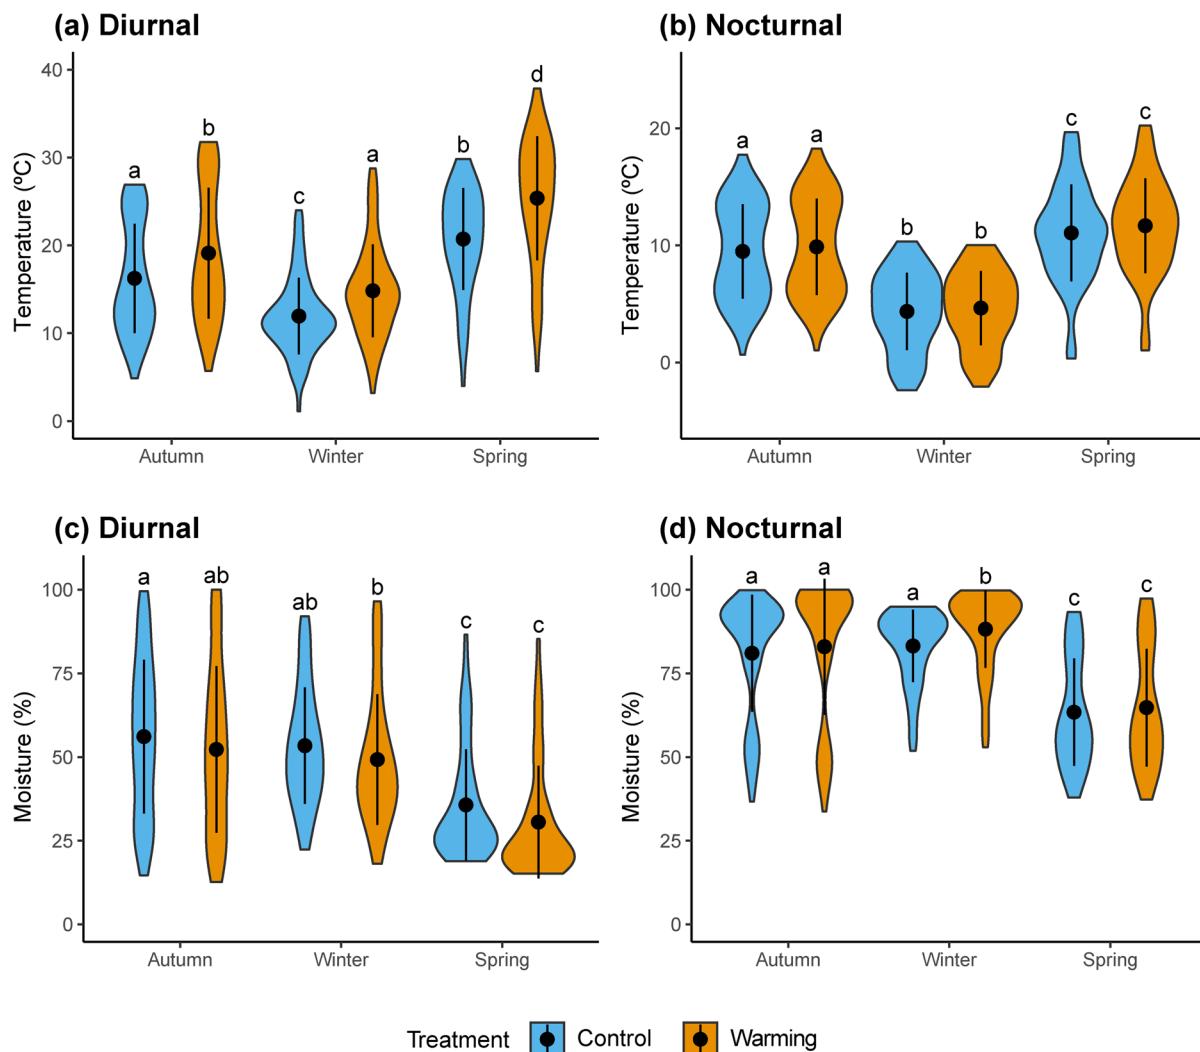 (a) Diurnal
Temperature (ºC)
40
30
20
10
0
a
b
c
a
b
d
Autumn
Winter
Spring
(b) Nocturnal
Temperature (ºC)
20
10
0
a
a
b
b
c
c
Autumn
Winter
Spring
(c) Diurnal
Moisture (%)
100
75
50
25
0
a
ab
ab
b
c
c
Autumn
Winter
Spring
(d) Nocturnal
Moisture (%)
100
75
50
25
0
a
a
a
b
c
c
Autumn
Winter
Spring
Treatment Control Warming